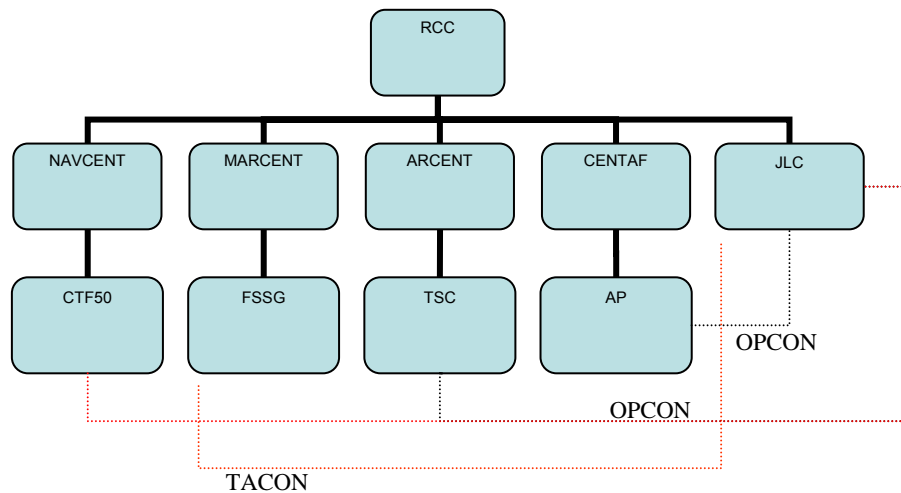 RCC
NAVCENT
MARCENT
ARCENT
CENTAF
JLC
CTF50
FSSG
TSC
AP
OPCON
OPCON
TACON